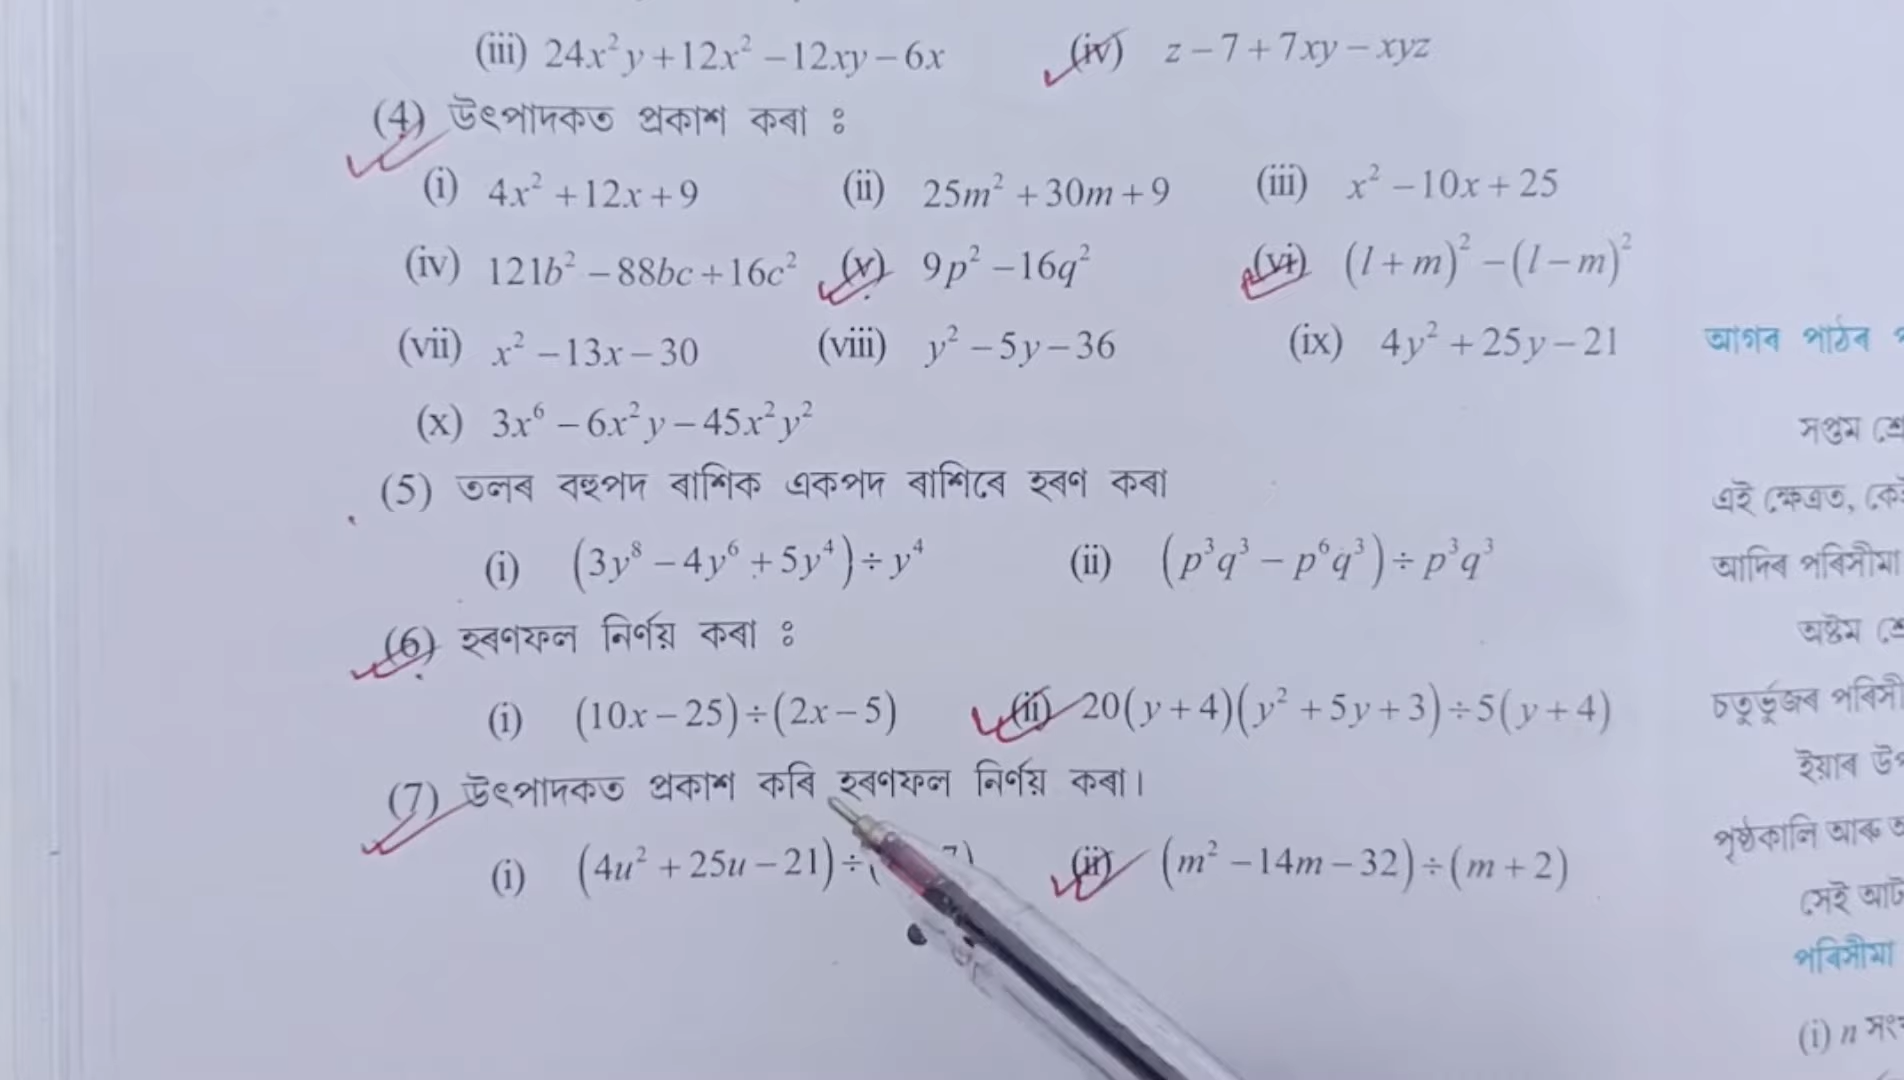 (iii) 24x²y+12x²−12xy−6x (iv) z−7+7xy−xyz
(4) উৎপাদকত প্ৰকাশ কৰা ঃ
(i) 4x²+12x+9 (ii) 25m²+30m+9 (iii) x²−10x+25
(iv) 121b²−88bc+16c² (v) 9p²−16q² (vi) (l+m)²−(l−m)²
(vii) x²−13x−30 (viii) y²−5y−36 (ix) 4y²+25y−21
(x) 3x⁶−6x²y−45x²y²
(5) তলৰ বহুপদ ৰাশিক একপদ ৰাশিৰে হৰণ কৰা
(i) (3y⁸−4y⁶+5y⁴)÷y⁴ (ii) (p³q³−p⁶q³)÷p³q³
(6) হৰণফল নিৰ্ণয় কৰা ঃ
(i) (10x−25)÷(2x−5) (ii) 20(y+4)(y²+5y+3)÷5(y+4)
(7) উৎপাদকত প্ৰকাশ কৰি হৰণফল নিৰ্ণয় কৰা।
(i) (4u²+25u−21)÷( 7) (ii) (m²−14m−32)÷(m+2)
আগৰ পাঠৰ
সপ্তম
এই ক্ষেত্ৰত,
আদিৰ পৰিসীমা
অষ্টম
চতুৰ্ভুজৰ
ইয়াৰ
পৃষ্ঠকালি আৰু
সেই
পৰিসীমা
(i) n